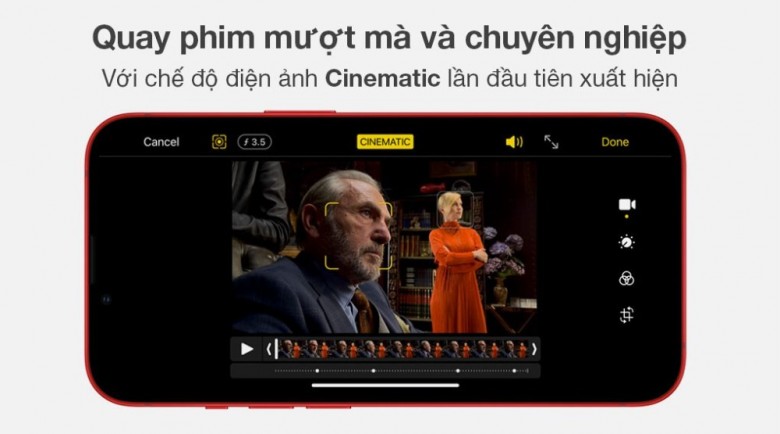 Quay phim mượt mà và chuyên nghiệp
Với chế độ điện ảnh Cinematic lần đầu tiên xuất hiện
Cancel
ƒ 3.5
CINEMATIC
Done